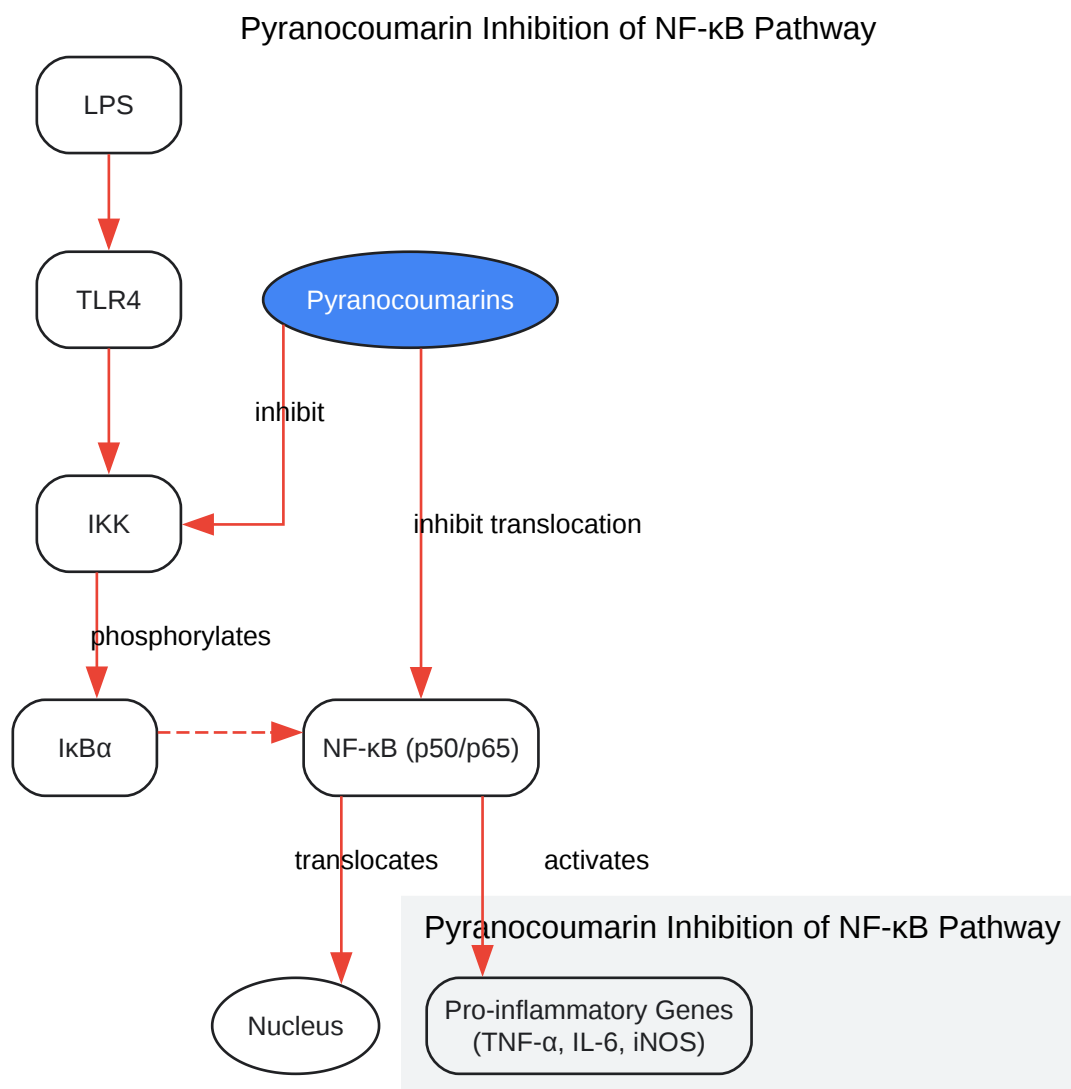 Pyranocoumarin Inhibition of NF-κB Pathway
LPS
TLR4
Pyranocoumarins
inhibit
IKK
inhibit translocation
phosphorylates
IκBα
NF-κB (p50/p65)
translocates
activates
Pyranocoumarin Inhibition of NF-κB Pathway
Nucleus
Pro-inflammatory Genes
(TNF-α, IL-6, iNOS)